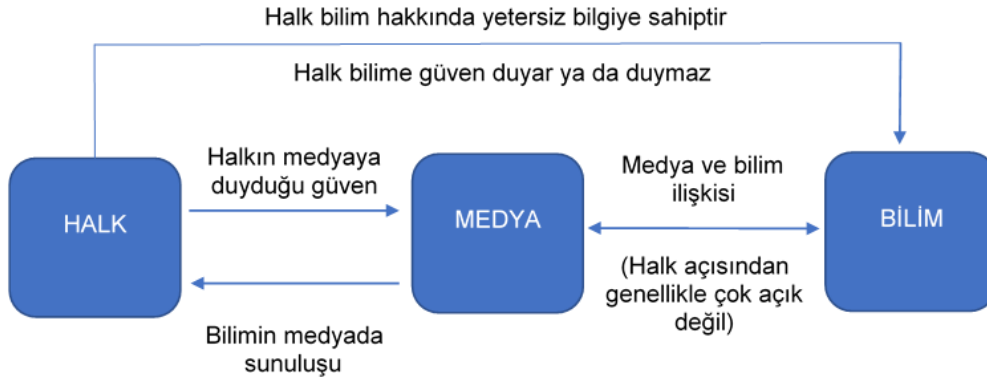 Halk bilim hakkında yetersiz bilgiye sahiptir
Halk bilime güven duyar ya da duymaz
Halkın medyaya
duyduğu güven
Medya ve bilim
ilişkisi
HALK
MEDYA
BİLİM
(Halk açısından
genellikle çok açık
değil)
Bilimin medyada
sunuluşu